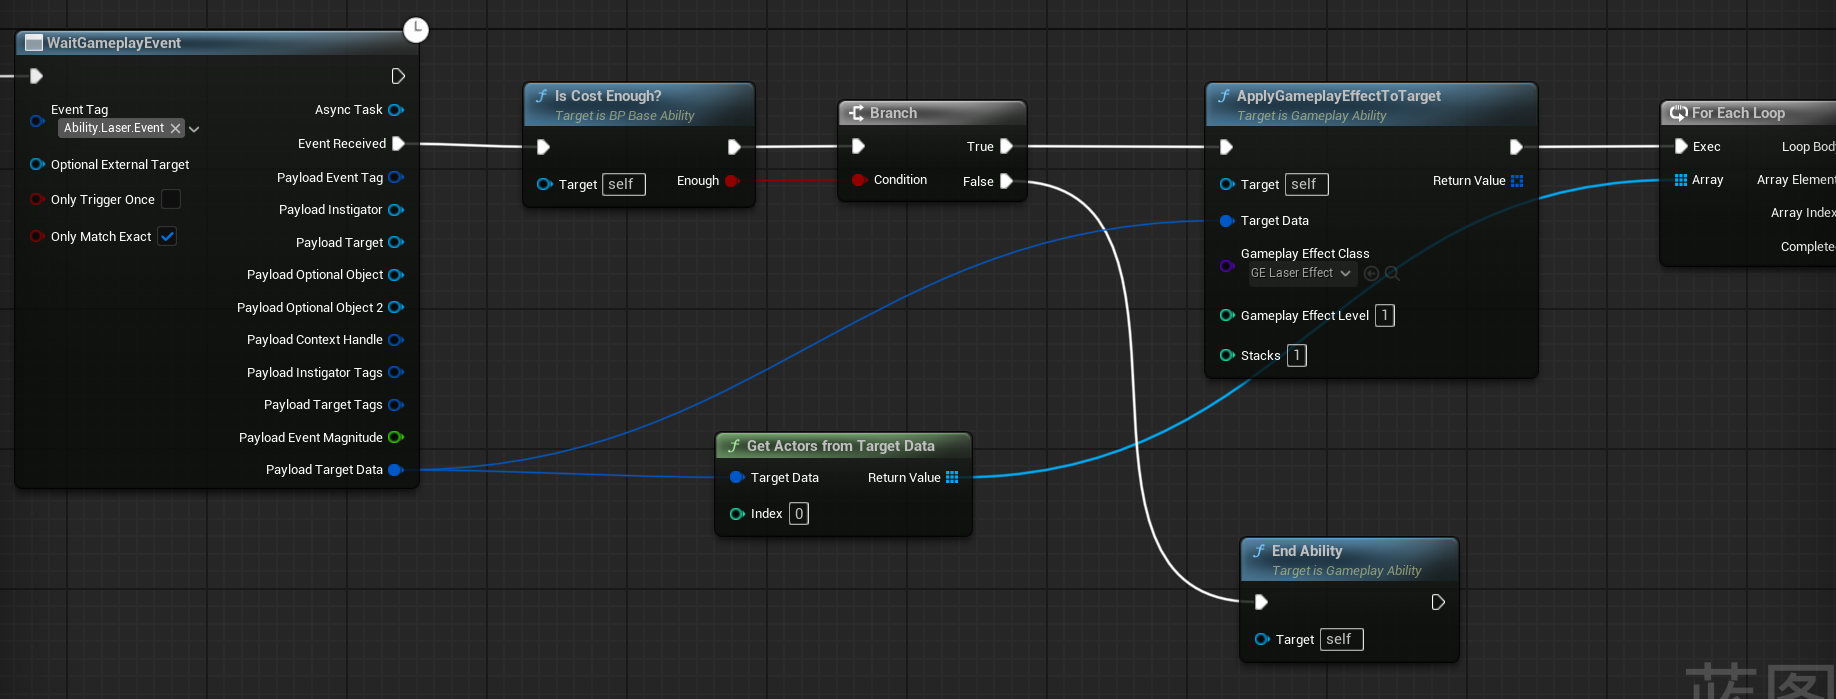 WaitGameplayEvent
Event Tag
Ability.Laser.Event
Optional External Target
Only Trigger Once
Only Match Exact
Async Task
Event Received
Payload Event Tag
Payload Instigator
Payload Target
Payload Optional Object
Payload Optional Object 2
Payload Context Handle
Payload Instigator Tags
Payload Target Tags
Payload Event Magnitude
Payload Target Data
Is Cost Enough?
Target is BP Base Ability
Target self
Enough
Branch
Condition
True
False
Get Actors from Target Data
Target Data
Index 0
Return Value
ApplyGameplayEffectToTarget
Target is Gameplay Ability
Target self
Target Data
Gameplay Effect Class
GE Laser Effect
Gameplay Effect Level 1
Stacks 1
Return Value
End Ability
Target is Gameplay Ability
Target self
For Each Loop
Exec
Array
Loop Body
Array Element
Array Index
Complete
蓝图